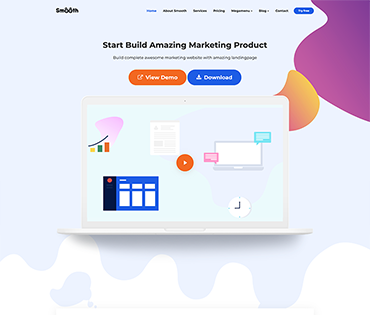 Smööth
Home About Smooth Services Pricing Megamenu Blog Contact Try free
Start Build Amazing Marketing Product
Build complete awesome marketing website with amazing landingpage
View Demo
Download